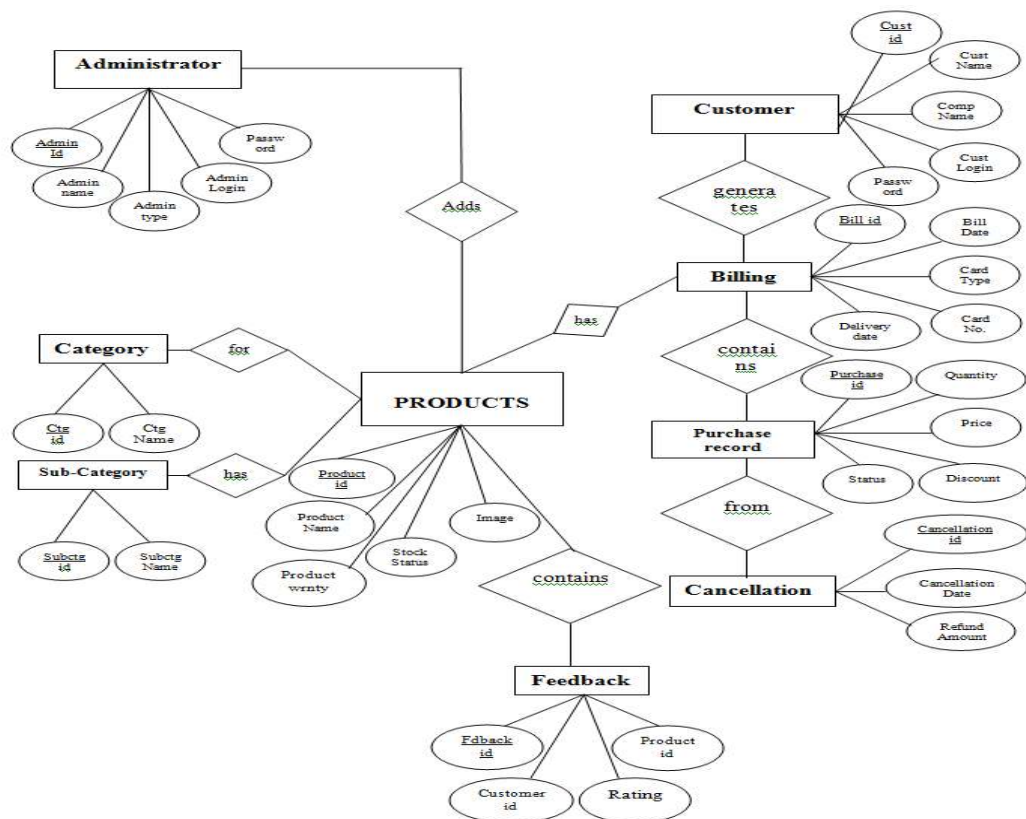 Administrator
Admin
Id
Admin
name
Admin
type
Admin
Login
Passw
ord
Adds
Customer
Cust
id
Cust
Name
Comp
Name
Cust
Login
Passw
ord
genera
tes
Billing
Bill id
Bill
Date
Card
Type
Card
No.
Delivery
date
has
contai
ns
Category
for
Ctg
id
Ctg
Name
Sub-Category
has
Subctg
id
Subctg
Name
PRODUCTS
Product
id
Product
Name
Product
wrnty
Stock
Status
Image
Purchase
record
Purchase
id
Quantity
Price
Discount
Status
from
Cancellation
Cancellation
id
Cancellation
Date
Refund
Amount
contains
Feedback
Fdback
id
Customer
id
Rating
Product
id